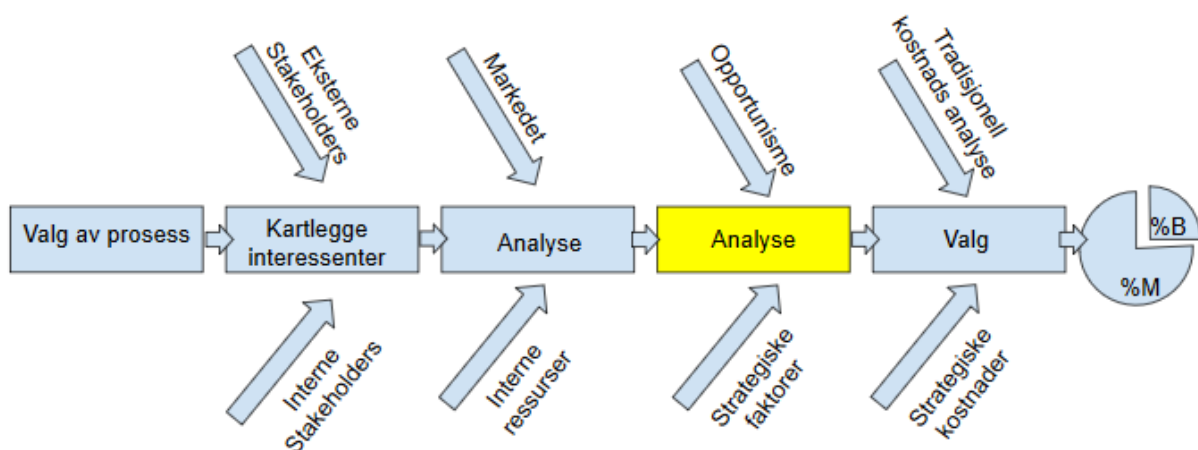 Eksterne
Stakeholders
Markedet
Opportunisme
Tradisjonell
kostnads analyse
Valg av prosess
Kartlegge
interessenter
Analyse
Analyse
Valg
%B
%M
Interne
Stakeholders
Interne
ressurser
Strategiske
faktorer
Strategiske
kostnader